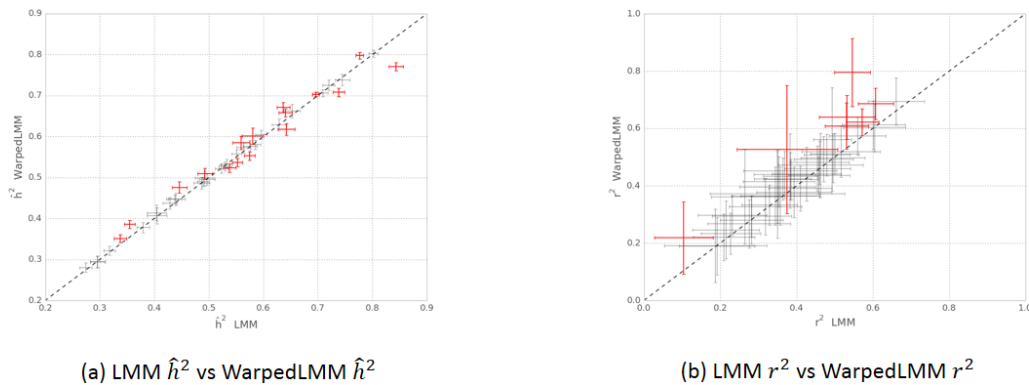 0.9
0.8
0.7
0.6
0.5
0.4
0.3
0.2
0.2 0.3 0.4 0.5 0.6 0.7 0.8 0.9
ĥ² WarpedLMM
ĥ² LMM
1.0
0.8
0.6
0.4
0.2
0.0
0.0 0.2 0.4 0.6 0.8 1.0
r² WarpedLMM
r² LMM
(a) LMM ĥ² vs WarpedLMM ĥ²
(b) LMM r² vs WarpedLMM r²